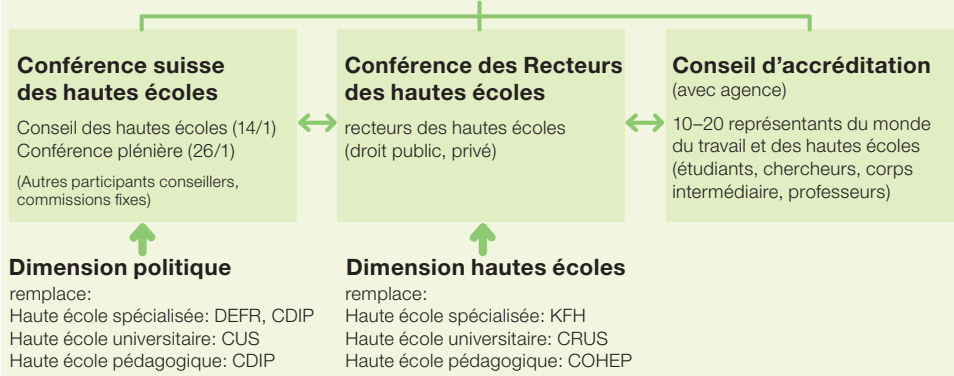 Conférence suisse
des hautes écoles
Conseil des hautes écoles (14/1)
Conférence plénière (26/1)
(Autres participants conseillers,
commissions fixes)
Conférence des Recteurs
des hautes écoles
recteurs des hautes écoles
(droit public, privé)
Conseil d’accréditation
(avec agence)
10–20 représentants du monde
du travail et des hautes écoles
(étudiants, chercheurs, corps
intermédiaire, professeurs)
Dimension politique
remplace:
Haute école spécialisée: DEFR, CDIP
Haute école universitaire: CUS
Haute école pédagogique: CDIP
Dimension hautes écoles
remplace:
Haute école spécialisée: KFH
Haute école universitaire: CRUS
Haute école pédagogique: COHEP